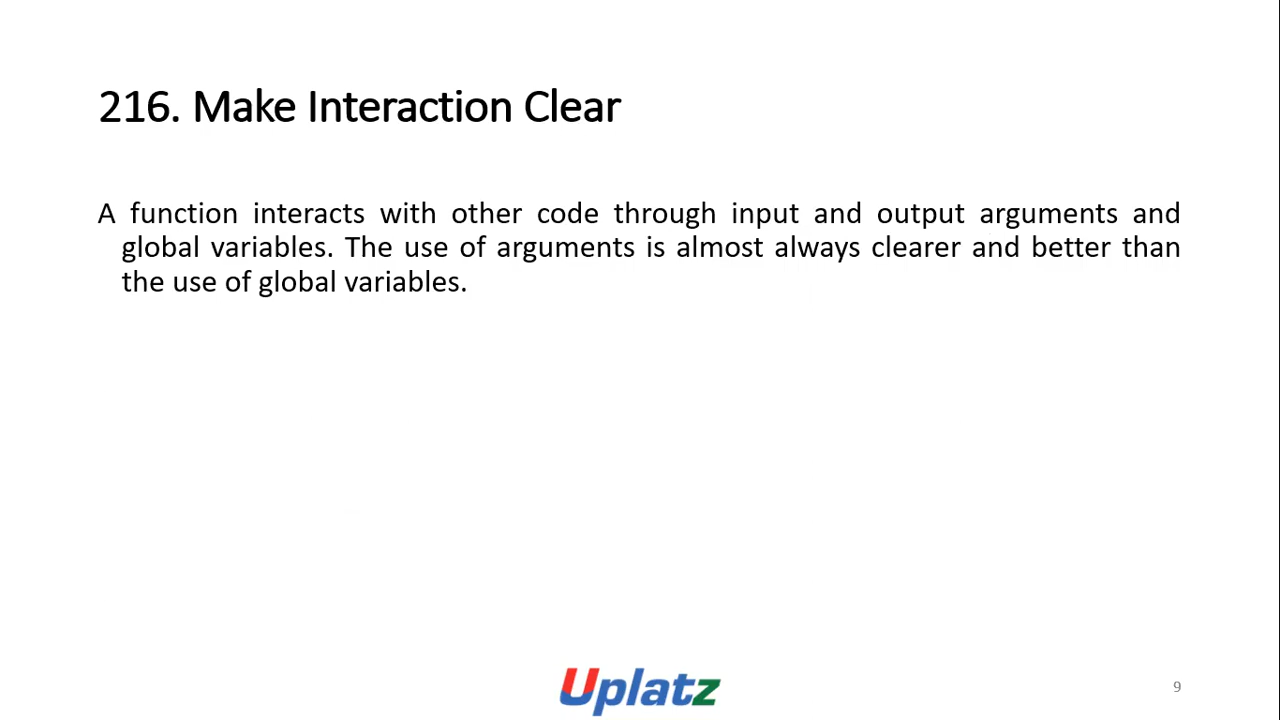 216. Make Interaction Clear
A function interacts with other code through input and output arguments and
global variables. The use of arguments is almost always clearer and better than
the use of global variables.
Uplatz
9